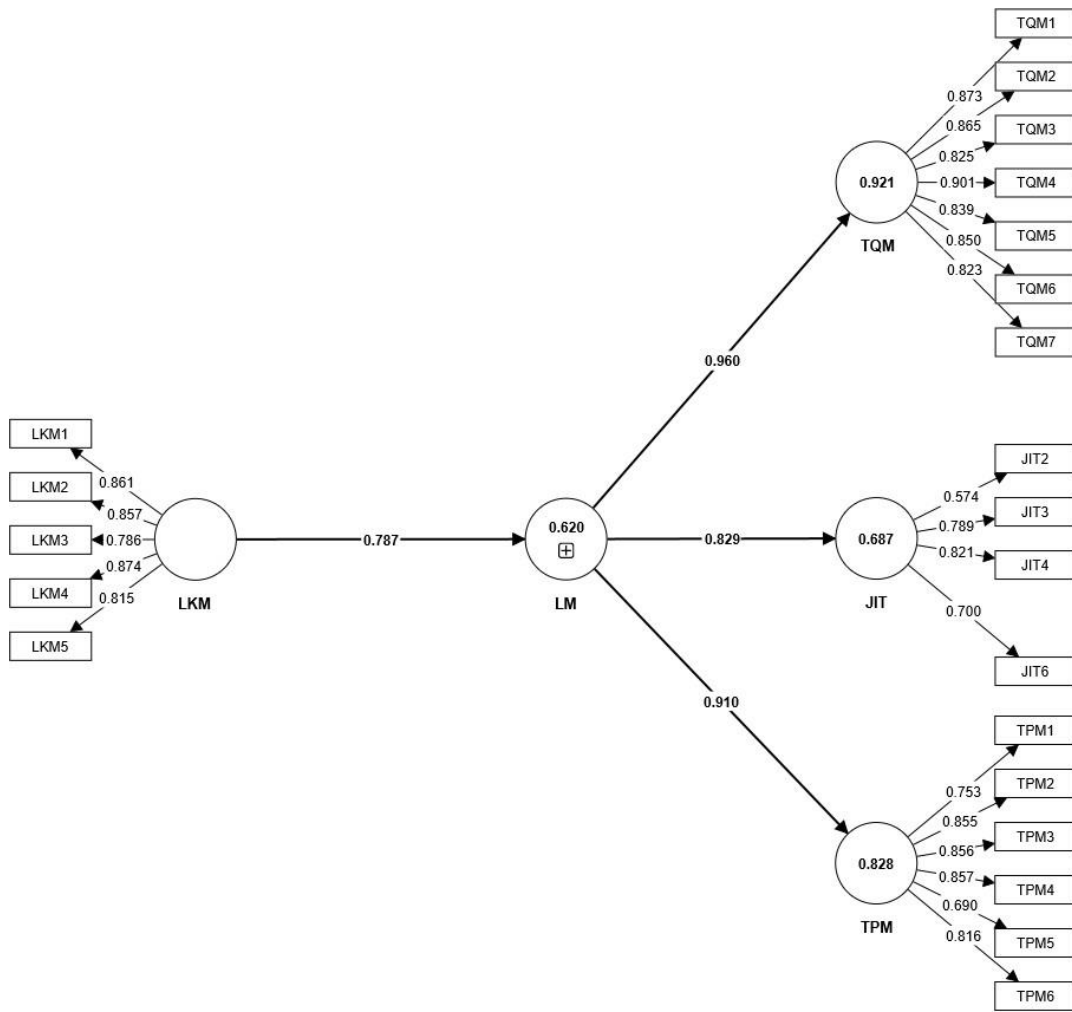 TQM1
TQM2
0.873
0.865
TQM3
0.825
0.921
0.901
TQM4
0.839
TQM5
0.850
TQM
0.823
TQM6
TQM7
0.960
LKM1
JIT2
0.861
LKM2
0.574
0.857
JIT3
0.789
LKM3
0.786
0.787
0.620
0.829
0.687
0.821
JIT4
0.874
LKM4
0.815
LKM
LM
JIT
0.700
LKM5
JIT6
0.910
TPM1
0.753
TPM2
0.855
TPM3
0.856
0.828
0.857
TPM4
0.690
TPM
0.816
TPM5
TPM6